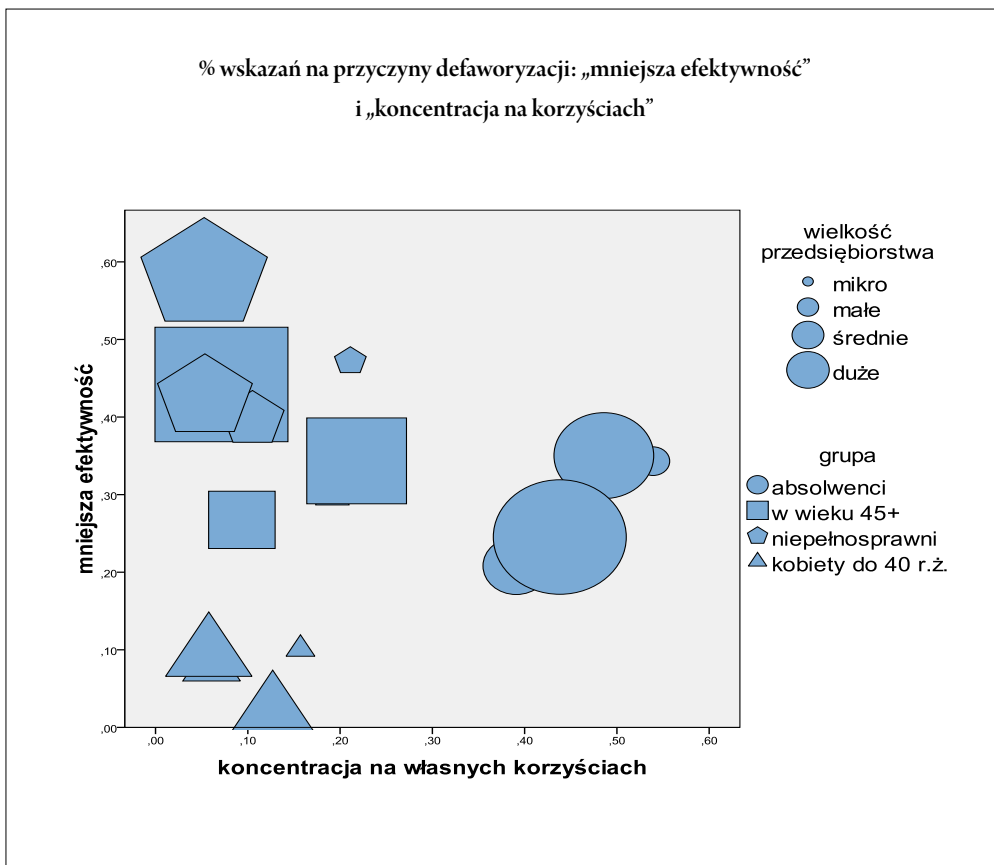 % wskazań na przyczyny defaworyzacji: „mniejsza efektywność”
i „koncentracja na korzyściach”
mniejsza efektywność
,60
,50
,40
,30
,20
,10
,00
,00 ,10 ,20 ,30 ,40 ,50 ,60
koncentracja na własnych korzyściach
wielkość
przedsiębiorstwa
mikro
małe
średnie
duże
grupa
absolwenci
w wieku 45+
niepełnosprawni
kobiety do 40 r.ż.